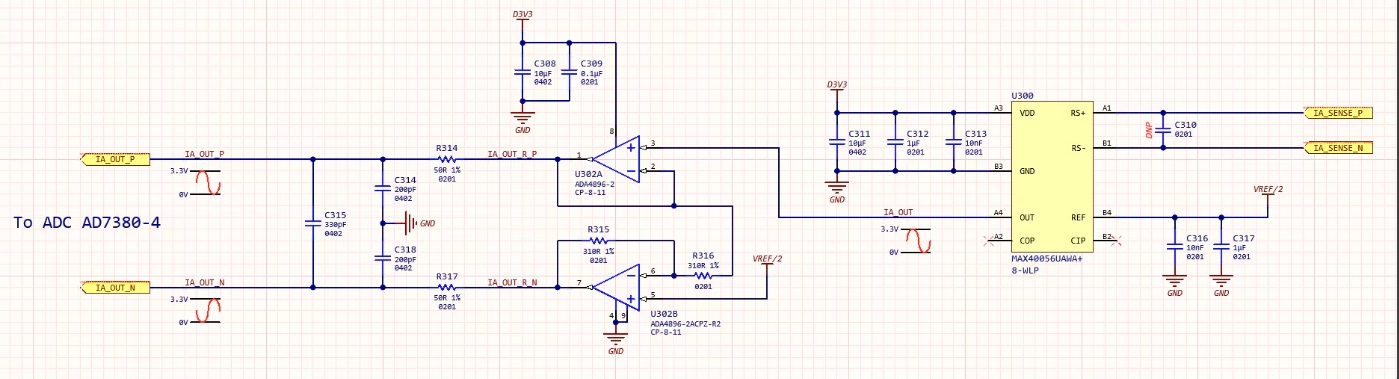 D3V3
C308
10µF
0402
C309
0.1µF
0201
GND
8
IA_OUT_P
IA_OUT_P
3.3V
0V
R314
50R 1%
0201
IA_OUT_R_P
1
3
2
+
−
U302A
ADA4896-2
CP-8-11
C314
200pF
0402
GND
C315
330pF
0402
C318
200pF
0402
To ADC AD7380-4
IA_OUT_N
IA_OUT_N
3.3V
0V
R317
50R 1%
0201
IA_OUT_R_N
7
R315
310R 1%
0201
R316
310R 1%
0201
6
5
−
+
4
9
U302B
ADA4896-2ACPZ-R2
CP-8-11
GND
VREF/2
D3V3
C311
10µF
0402
C312
1µF
0201
C313
10nF
0201
GND
IA_OUT
3.3V
0V
U300
A3
VDD
RS+
A1
RS-
B1
B3
GND
A4
OUT
REF
B4
A2
COP
CIP
B2
MAX40056UAWA+
8-WLP
DNP
C310
0201
IA_SENSE_P
IA_SENSE_N
VREF/2
C316
10nF
0201
C317
1µF
0201
GND
GND